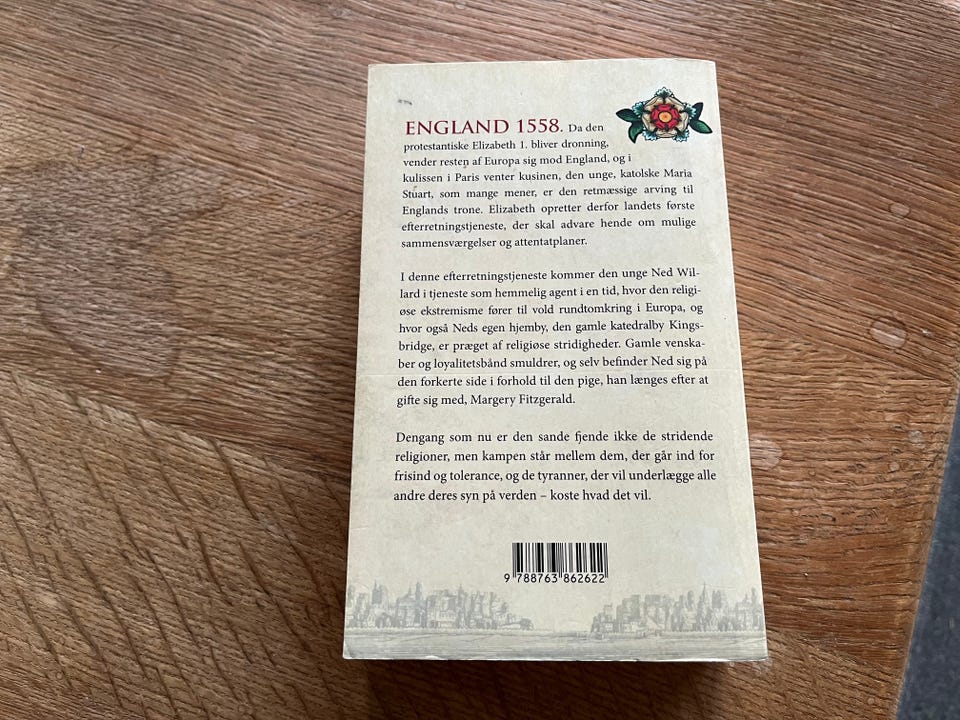 ENGLAND 1558. Da den
protestantiske Elizabeth 1. bliver dronning,
vender resten af Europa sig mod England, og i
kulissen i Paris venter kusinen, den unge, katolske Maria
Stuart, som mange mener, er den retmæssige arving til
Englands trone. Elizabeth opretter derfor landets første
efterretningstjeneste, der skal advare hende om mulige
sammensværgelser og attentatplaner.
I denne efterretningstjeneste kommer den unge Ned Wil-
lard i tjeneste som hemmelig agent i en tid, hvor den religi-
øse ekstremisme fører til vold rundtomkring i Europa, og
hvor også Neds egen hjemby, den gamle katedralby Kings-
bridge, er præget af religiøse stridigheder. Gamle venska-
ber og loyalitetsbånd smuldrer, og selv befinder Ned sig på
den forkerte side i forhold til den pige, han længes efter at
gifte sig med, Margery Fitzgerald.
Dengang som nu er den sande fjende ikke de stridende
religioner, men kampen står mellem dem, der går ind for
frisind og tolerance, og de tyranner, der vil underlægge alle
andre deres syn på verden – koste hvad det vil.
9 788763 862622